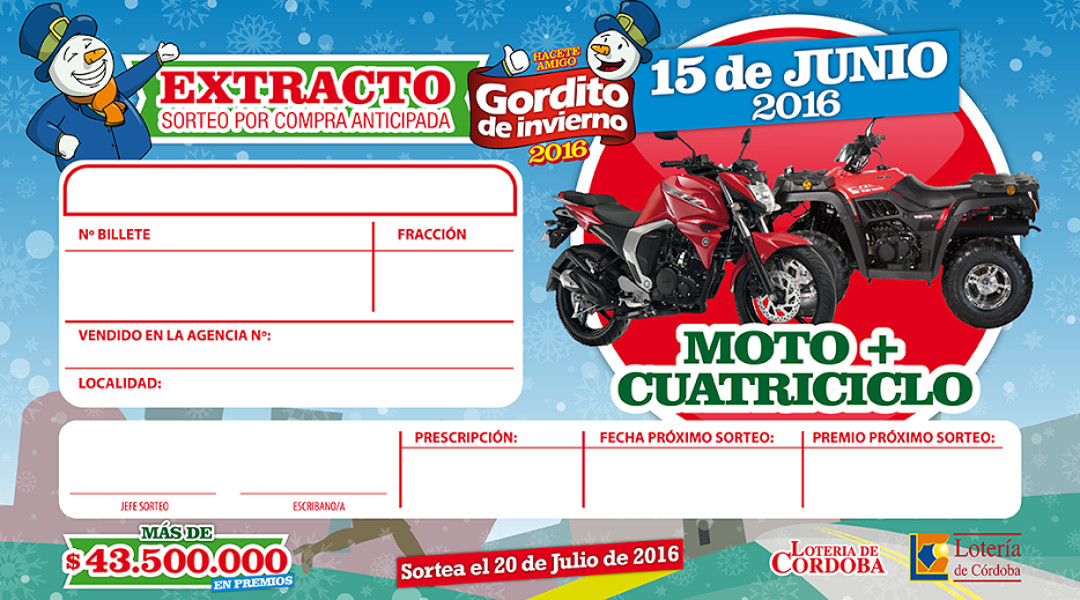 EXTRACTO
SORTEO POR COMPRA ANTICIPADA
HACETE
AMIGO
Gordito
de invierno
2016
15 de JUNIO
2016
Nº BILLETE
FRACCIÓN
VENDIDO EN LA AGENCIA Nº:
LOCALIDAD:
MOTO +
CUATRICICLO
JEFE SORTEO
ESCRIBANO/A
PRESCRIPCIÓN:
FECHA PRÓXIMO SORTEO:
PREMIO PRÓXIMO SORTEO:
MÁS DE
$ 43.500.000
EN PREMIOS
Sortea el 20 de Julio de 2016
LOTERIA DE
CORDOBA
Lotería
de Córdoba